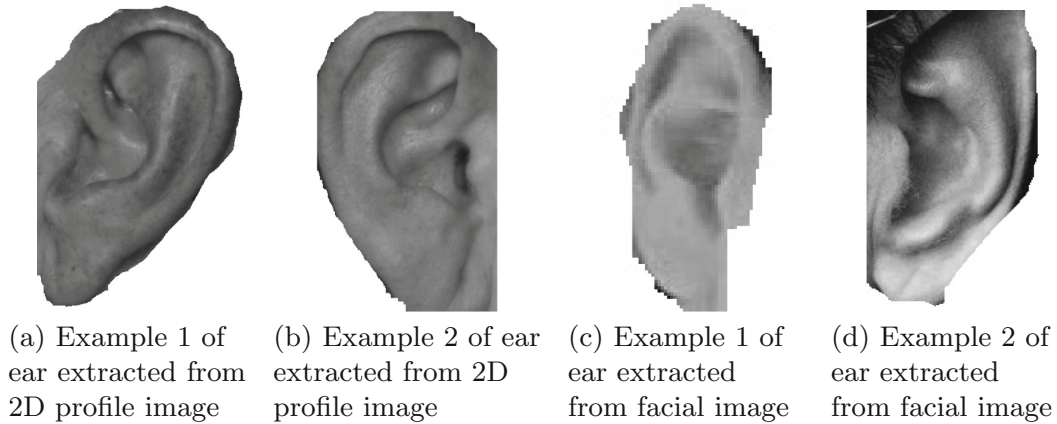 (a) Example 1 of
ear extracted from
2D profile image
(b) Example 2 of ear
extracted from 2D
profile image
(c) Example 1 of
ear extracted
from facial image
(d) Example 2 of
ear extracted
from facial image